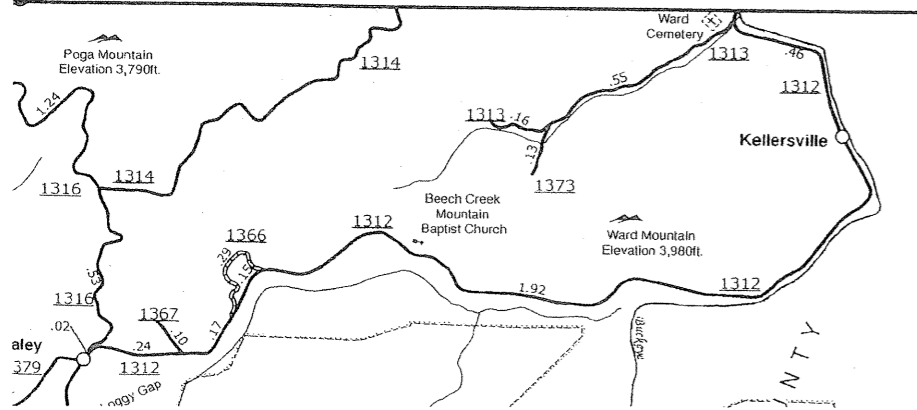 Ward
Cemetery
1313
.46
Poga Mountain
Elevation 3,790ft.
1314
1312
.55
1.24
1313
.16
Kellersville
.13
1314
1373
1316
Beech Creek
Mountain
Baptist Church
1312
Ward Mountain
Elevation 3,980ft.
1366
.29
.15
.53
1312
1.92
1316
1367
.02
.17
.10
aley
.24
379
1312
oggy Gap
NTY